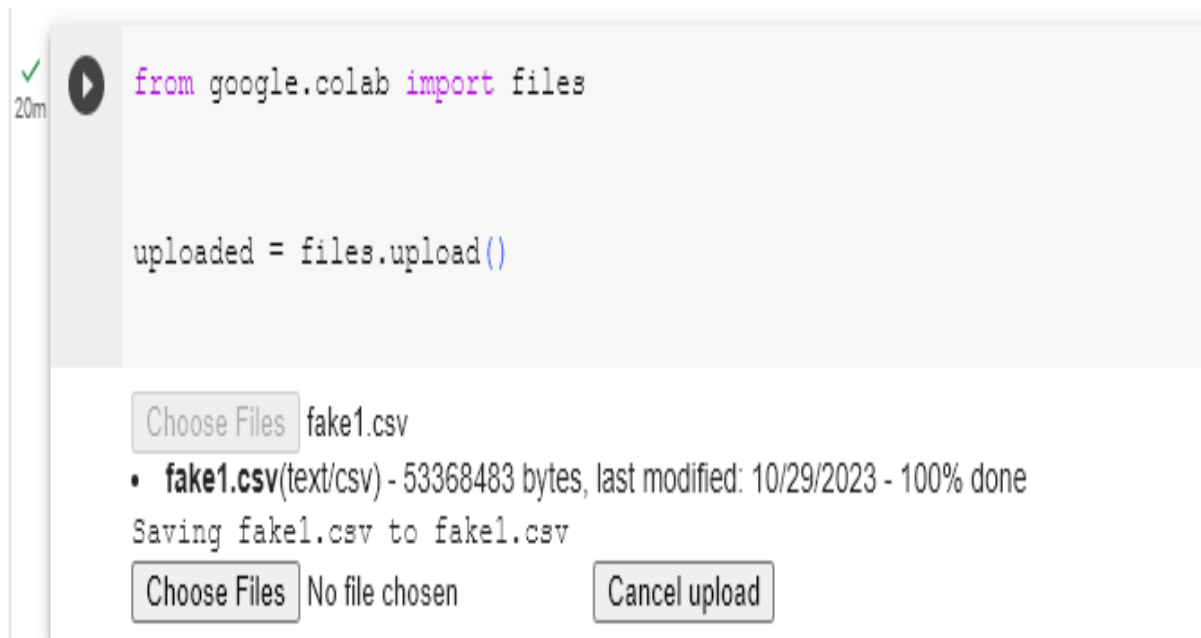 from google.colab import files
20m
uploaded = files.upload()
Choose Files fake1.csv
• fake1.csv(text/csv) - 53368483 bytes, last modified: 10/29/2023 - 100% done
Saving fake1.csv to fake1.csv
Choose Files No file chosen Cancel upload